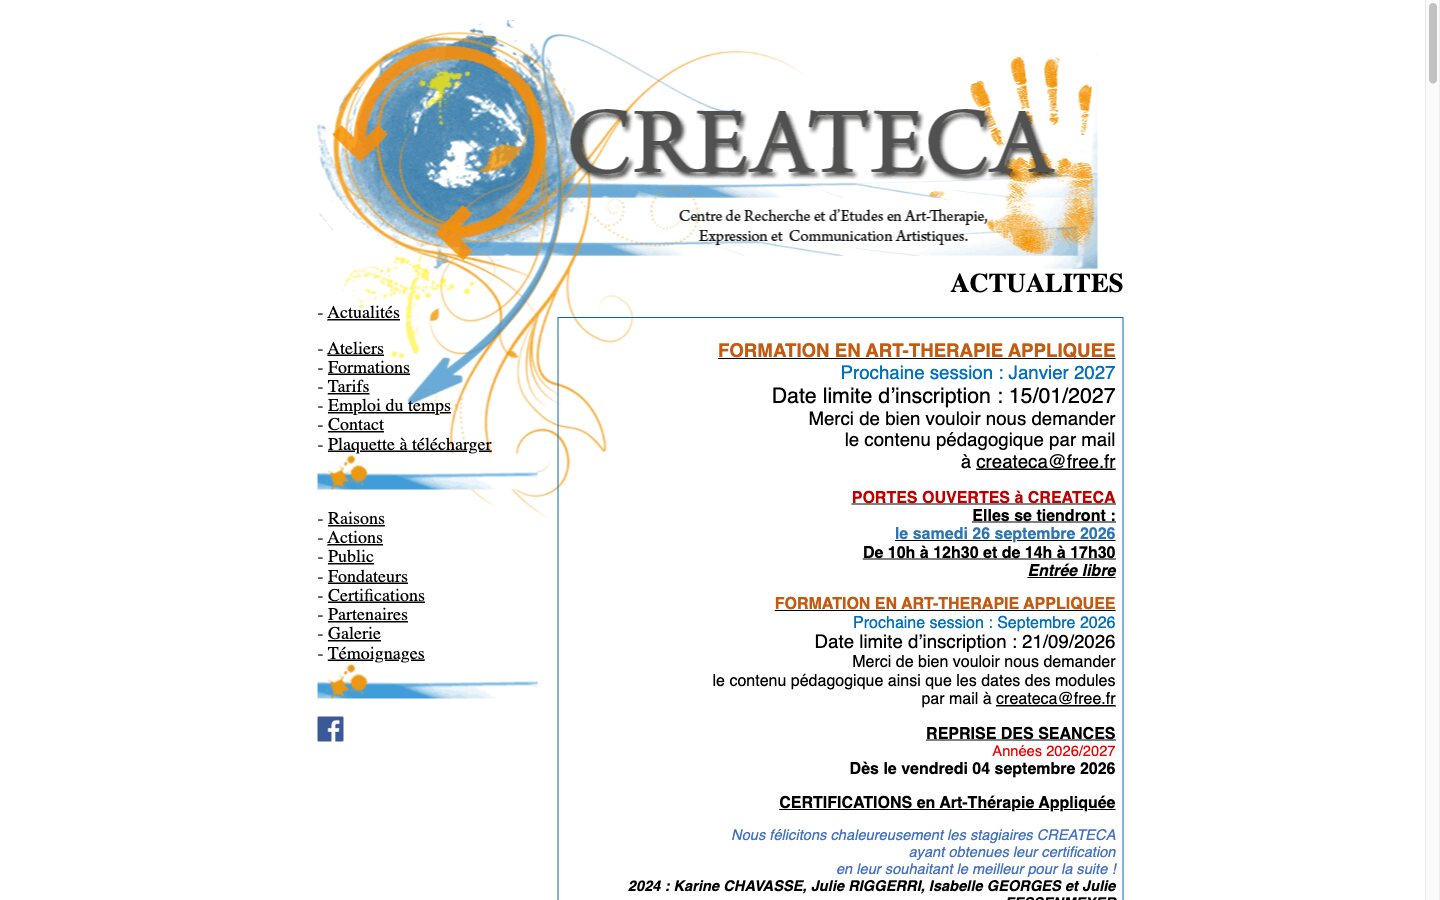 CREATECA
Centre de Recherche et d'Etudes en Art-Therapie,
Expression et Communication Artistiques.
ACTUALITES
- Actualités
- Ateliers
- Formations
- Tarifs
- Emploi du temps
- Contact
- Plaquette à télécharger
- Raisons
- Actions
- Public
- Fondateurs
- Certifications
- Partenaires
- Galerie
- Témoignages
FORMATION EN ART-THERAPIE APPLIQUEE
Prochaine session : Janvier 2027
Date limite d’inscription : 15/01/2027
Merci de bien vouloir nous demander
le contenu pédagogique par mail
à createca@free.fr
PORTES OUVERTES à CREATECA
Elles se tiendront :
le samedi 26 septembre 2026
De 10h à 12h30 et de 14h à 17h30
Entrée libre
FORMATION EN ART-THERAPIE APPLIQUEE
Prochaine session : Septembre 2026
Date limite d’inscription : 21/09/2026
Merci de bien vouloir nous demander
le contenu pédagogique ainsi que les dates des modules
par mail à createca@free.fr
REPRISE DES SEANCES
Années 2026/2027
Dès le vendredi 04 septembre 2026
CERTIFICATIONS en Art-Thérapie Appliquée
Nous félicitons chaleureusement les stagiaires CREATECA
ayant obtenues leur certification
en leur souhaitant le meilleur pour la suite !
2024 : Karine CHAVASSE, Julie RIGGERRI, Isabelle GEORGES et Julie